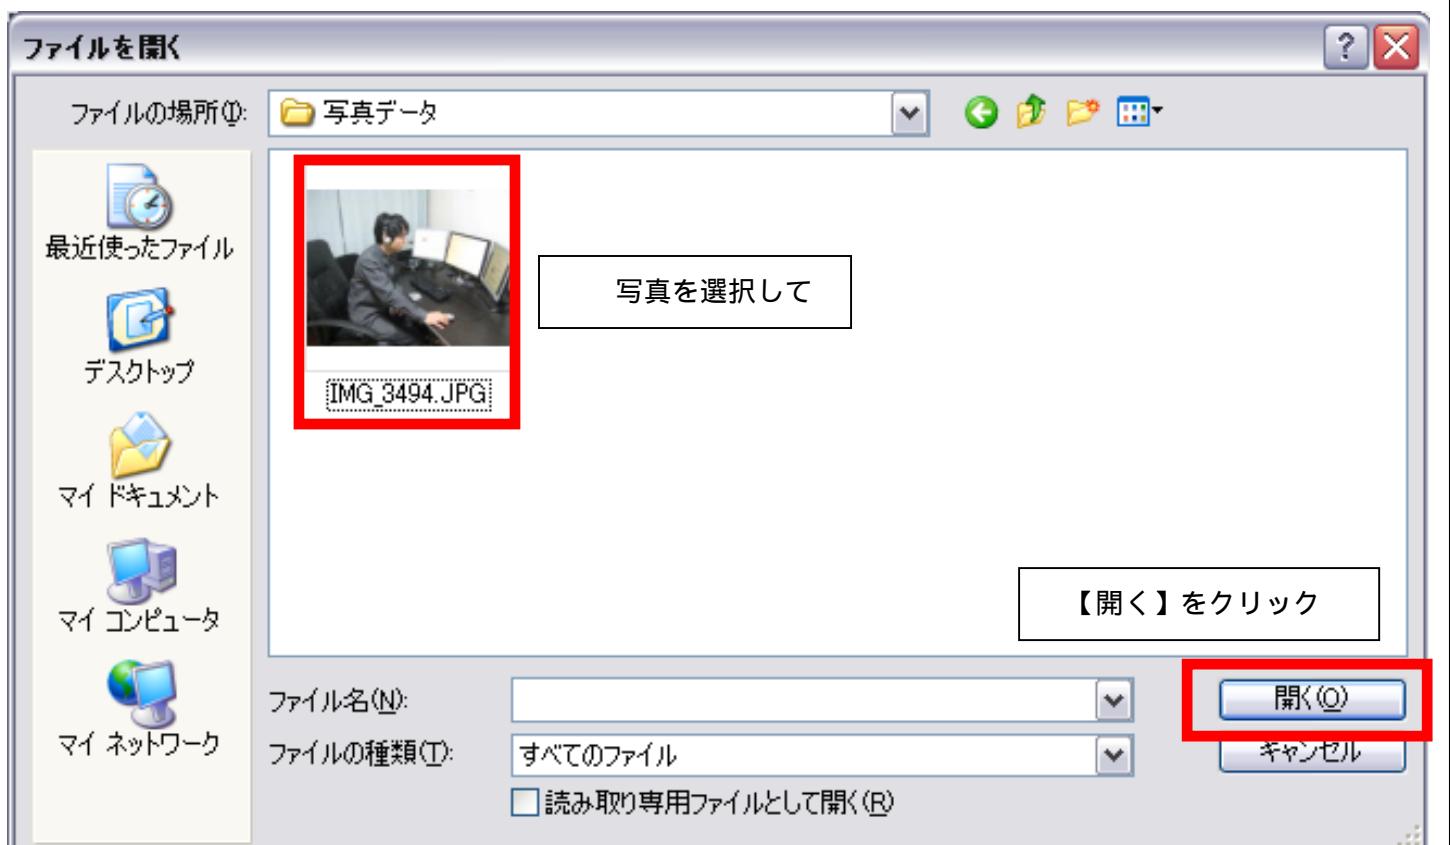 ファイルを開く
ファイルの場所(I):
写真データ
最近使ったファイル
デスクトップ
マイ ドキュメント
マイ コンピュータ
マイ ネットワーク
IMG_3494.JPG
写真を選択して
【開く】をクリック
ファイル名(N):
開く(O)
ファイルの種類(T):
すべてのファイル
キャンセル
読み取り専用ファイルとして開く(R)